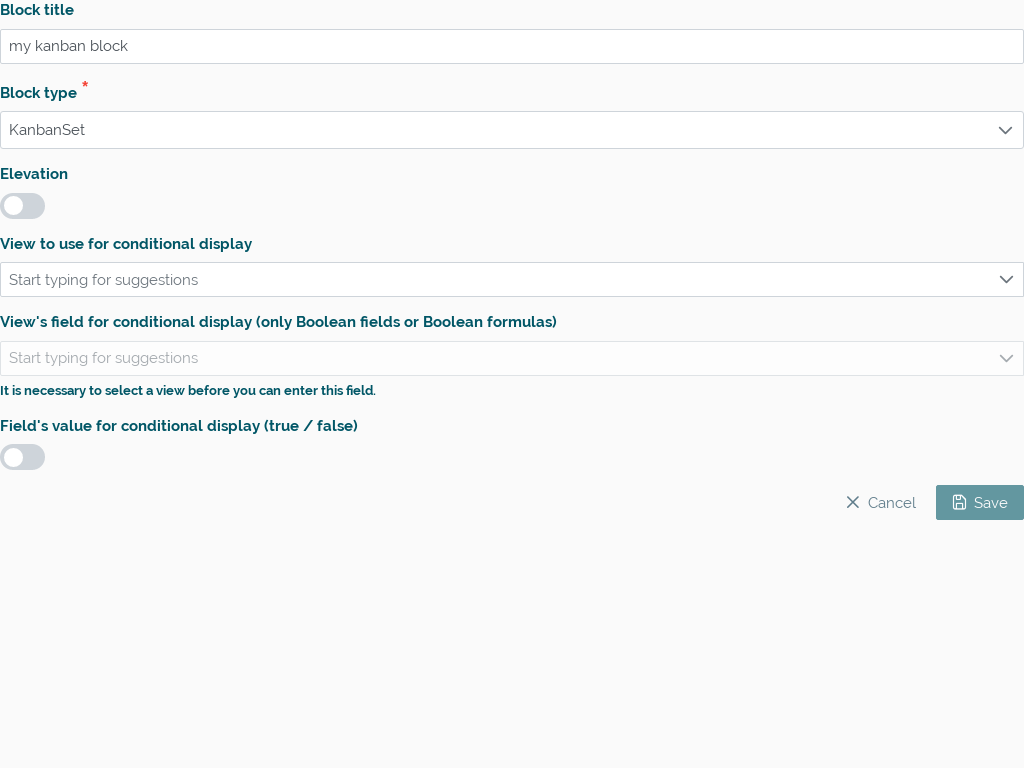 Block title
my kanban block
Block type *
KanbanSet
Elevation
View to use for conditional display
Start typing for suggestions
View's field for conditional display (only Boolean fields or Boolean formulas)
Start typing for suggestions
It is necessary to select a view before you can enter this field.
Field's value for conditional display (true / false)
Cancel Save